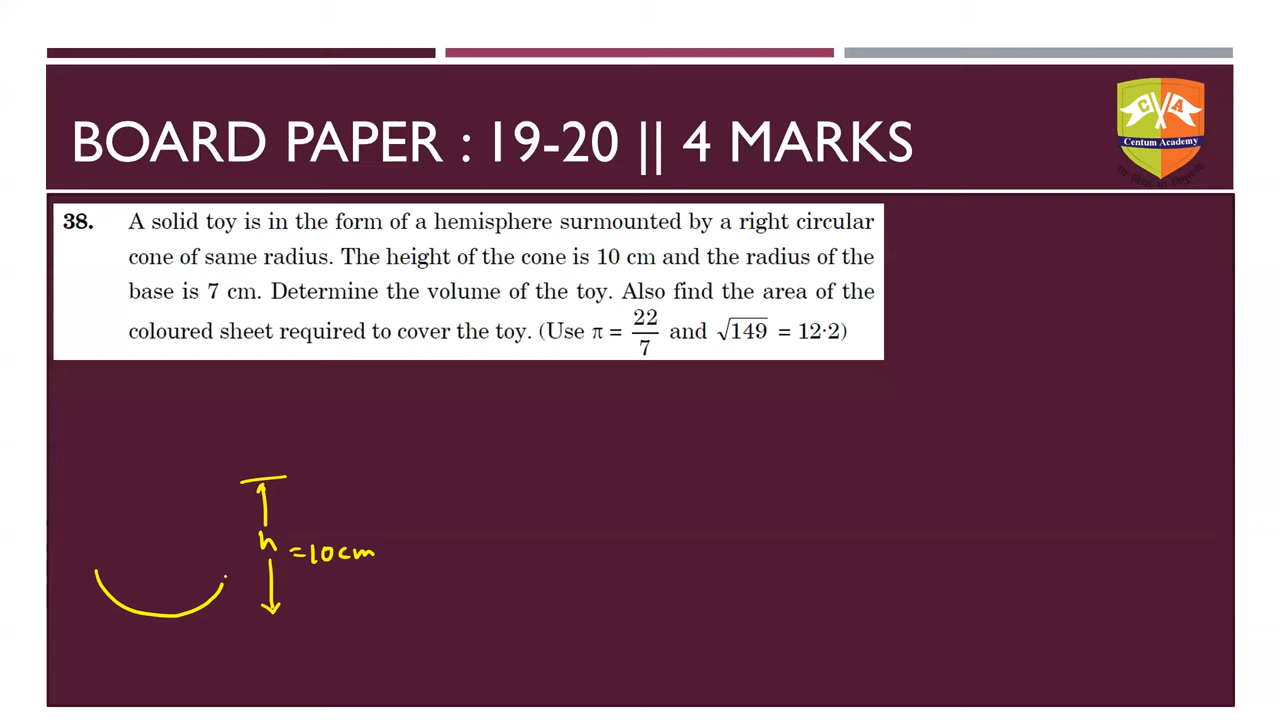 BOARD PAPER : 19-20 || 4 MARKS
C A
Centum Academy
38. A solid toy is in the form of a hemisphere surmounted by a right circular
cone of same radius. The height of the cone is 10 cm and the radius of the
base is 7 cm. Determine the volume of the toy. Also find the area of the
coloured sheet required to cover the toy. (Use π = 22/7 and √149 = 12·2)
h = 10 cm